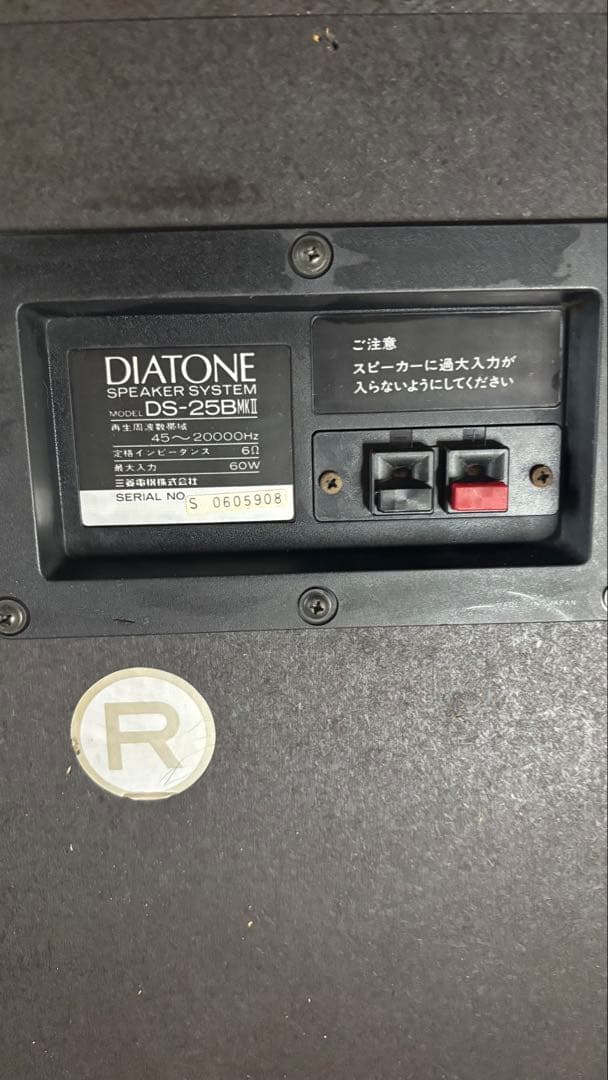 DIATONE
SPEAKER SYSTEM
MODEL DS-25BMKII
再生周波数帯域
45～20000Hz
定格インピータンス 6Ω
最大入力 60W
三菱電機株式会社
SERIAL NO. S 0605908
ご注意
スピーカーに過大入力が
入らないようにしてください
JAPAN
R